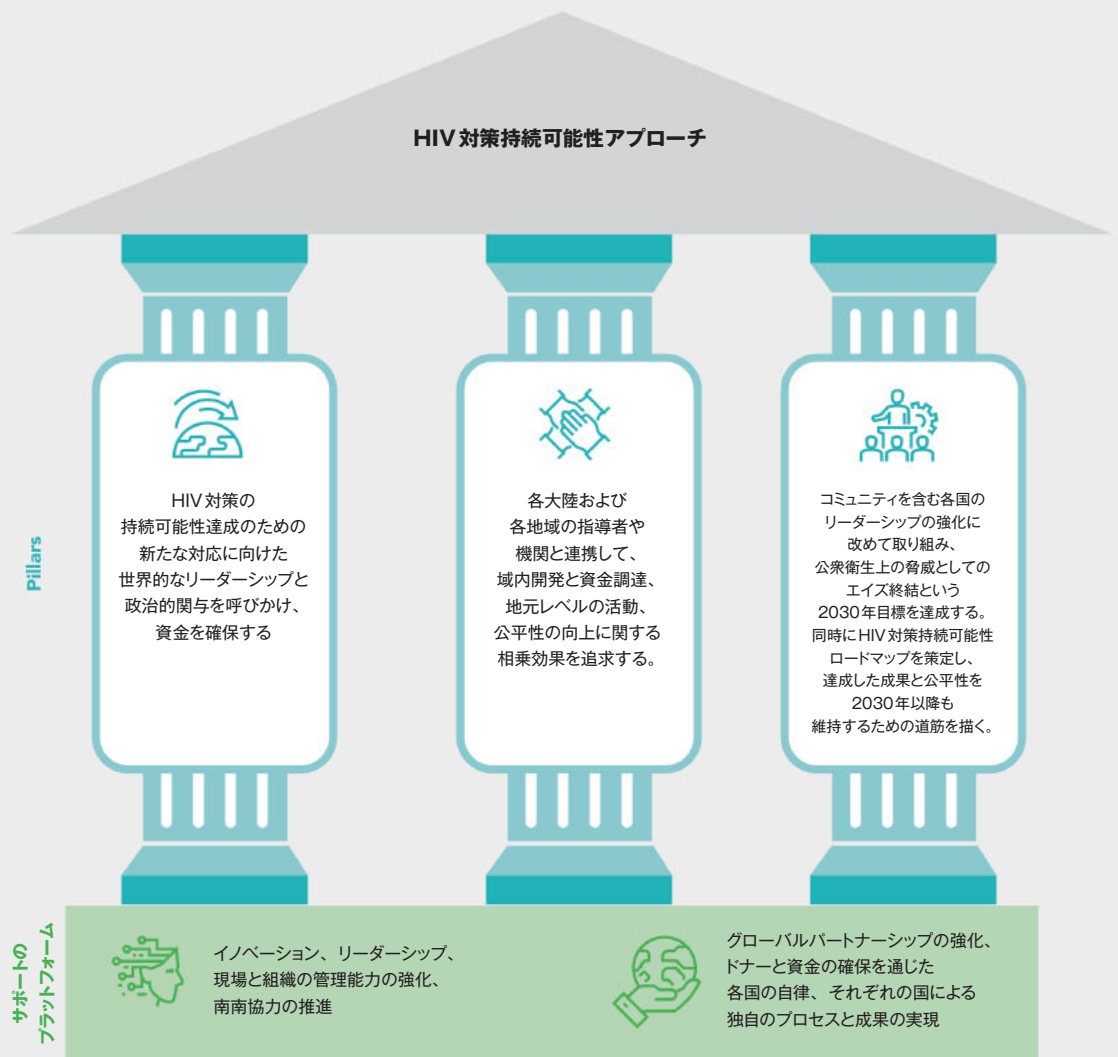 HIV対策持続可能性アプローチ
Pillars
HIV対策の
持続可能性達成のための
新たな対応に向けた
世界的なリーダーシップと
政治的関与を呼びかけ、
資金を確保する
各大陸および
各地域の指導者や
機関と連携して、
域内開発と資金調達、
地元レベルの活動、
公平性の向上に関する
相乗効果を追求する。
コミュニティを含む各国の
リーダーシップの強化に
改めて取り組み、
公衆衛生上の脅威としての
エイズ終結という
2030年目標を達成する。
同時にHIV対策持続可能性
ロードマップを策定し、
達成した成果と公平性を
2030年以降も
維持するための道筋を描く。
サポートの
プラットフォーム
イノベーション、リーダーシップ、
現場と組織の管理能力の強化、
南南協力の推進
グローバルパートナーシップの強化、
ドナーと資金の確保を通じた
各国の自律、それぞれの国による
独自のプロセスと成果の実現